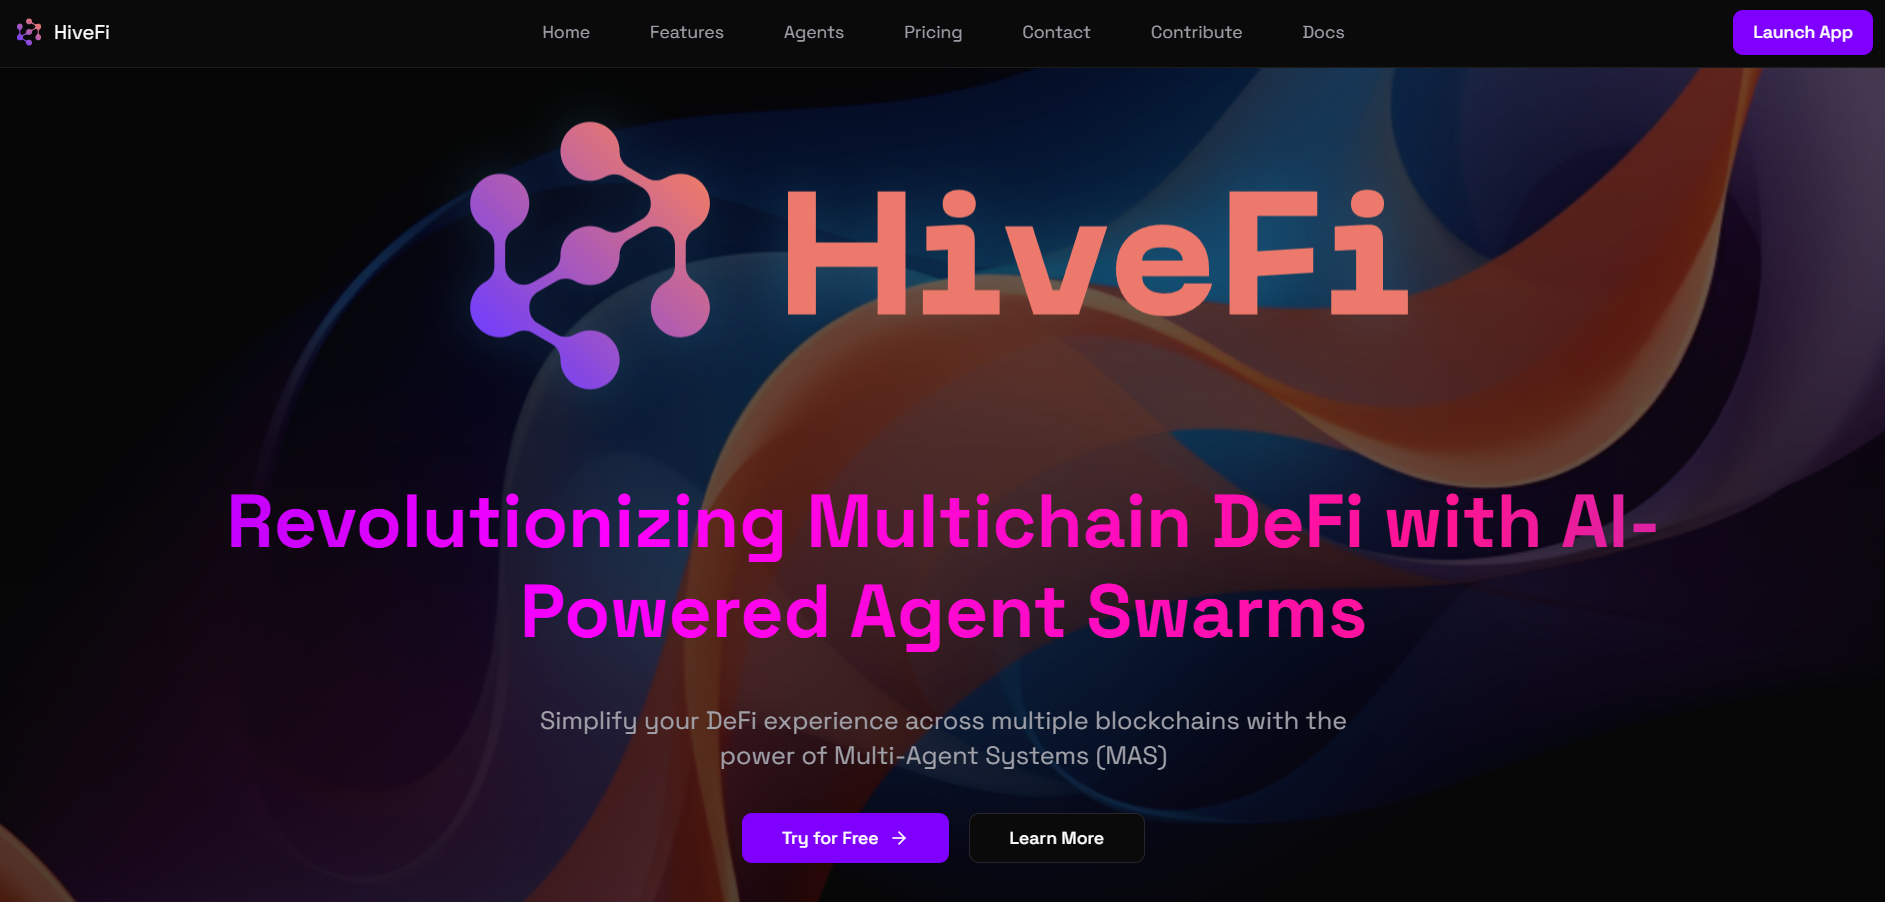 HiveFi
Home Features Agents Pricing Contact Contribute Docs
Launch App
HiveFi
Revolutionizing Multichain DeFi with AI-
Powered Agent Swarms
Simplify your DeFi experience across multiple blockchains with the
power of Multi-Agent Systems (MAS)
Try for Free →
Learn More